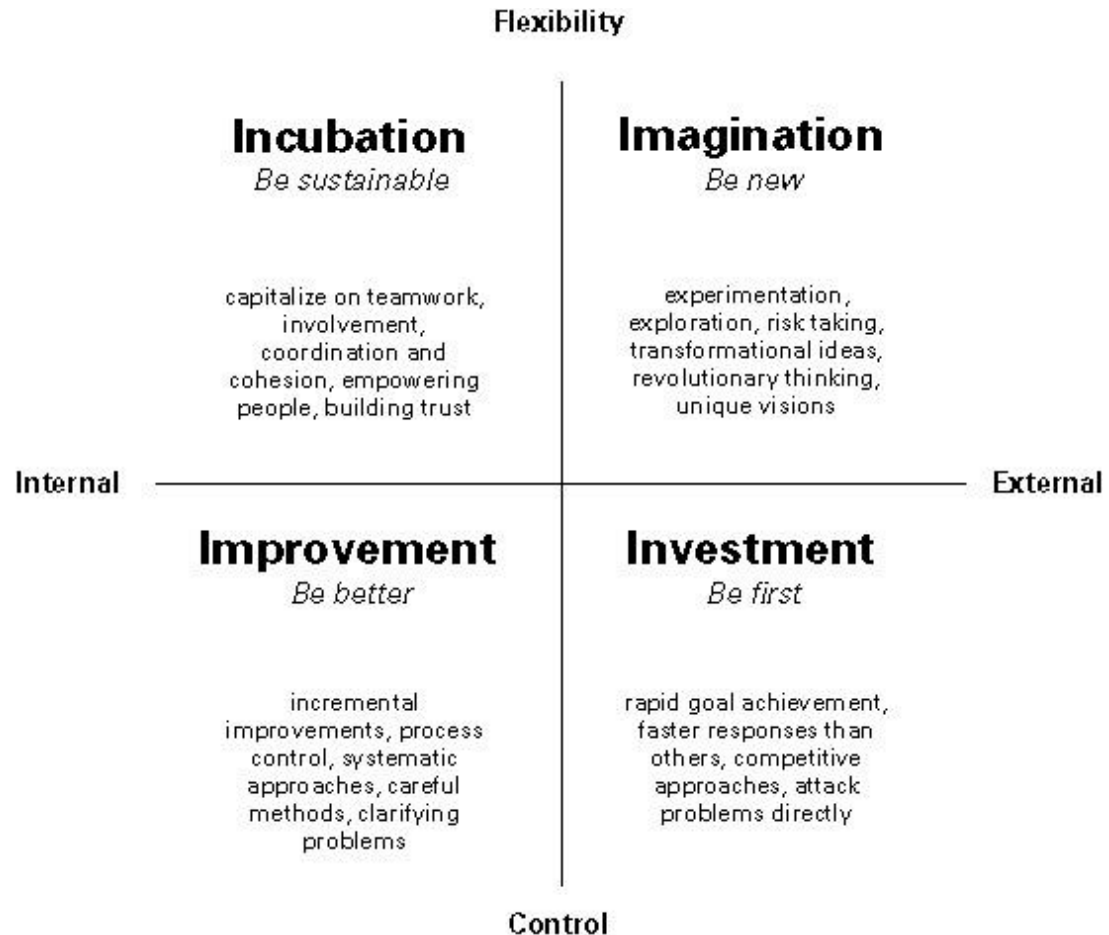 Flexibility
Incubation
Be sustainable
capitalize on teamwork,
involvement,
coordination and
cohesion, empowering
people, building trust
Imagination
Be new
experimentation,
exploration, risk taking,
transformational ideas,
revolutionary thinking,
unique visions
Internal
External
Improvement
Be better
incremental
improvements, process
control, systematic
approaches, careful
methods, clarifying
problems
Investment
Be first
rapid goal achievement,
faster responses than
others, competitive
approaches, attack
problems directly
Control